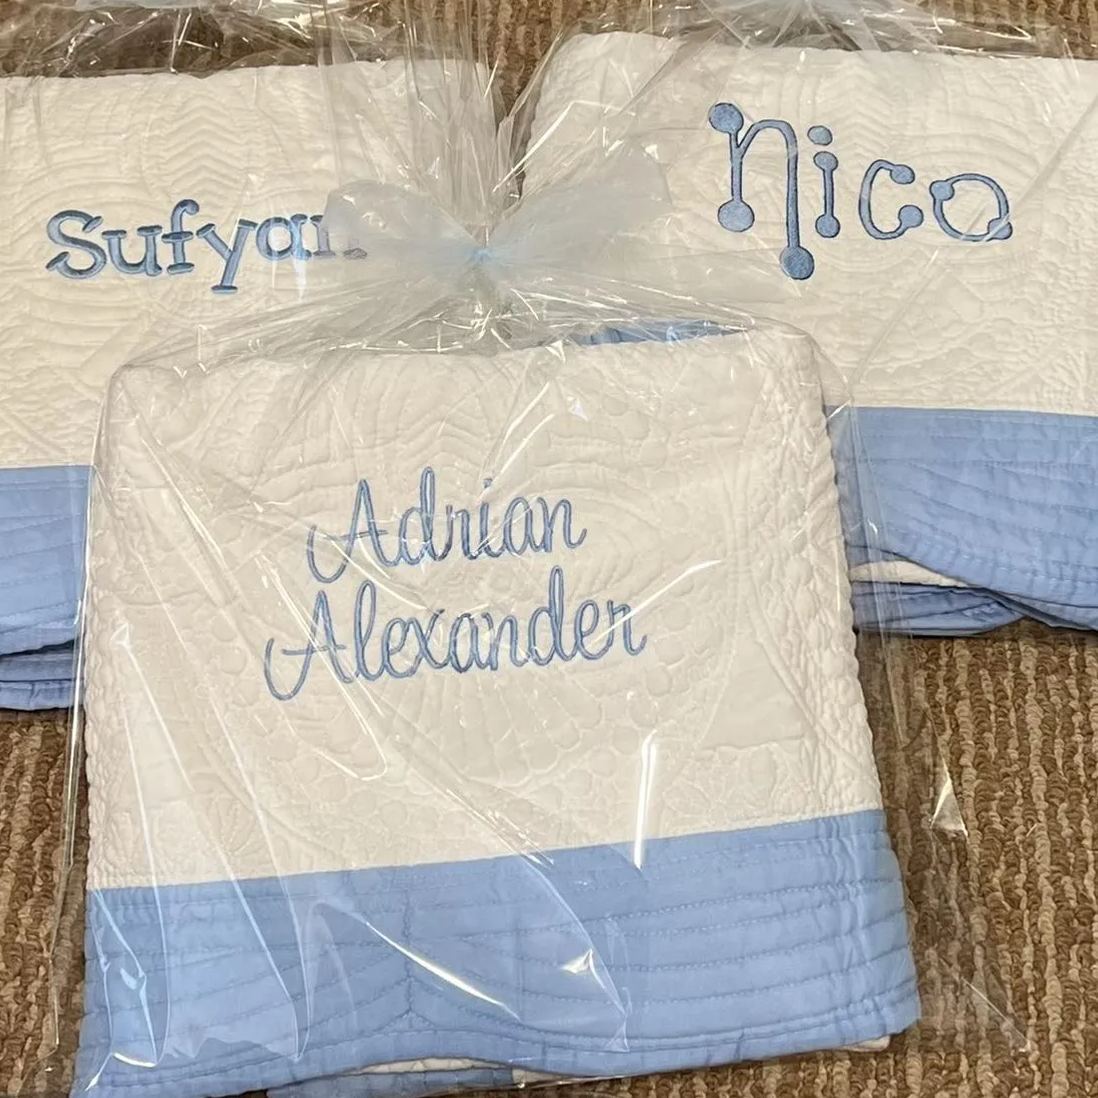 Sufyan
Nico
Adrian
Alexander